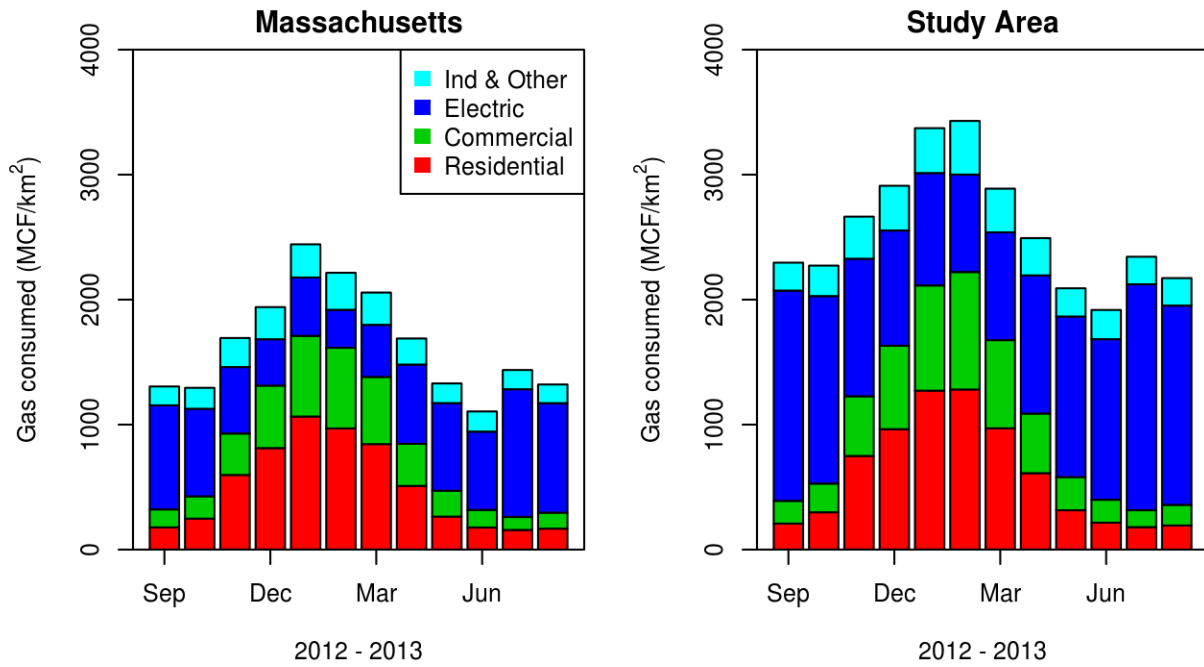 Massachusetts
Gas consumed (MCF/km²)
4000
3000
2000
1000
0
Ind & Other
Electric
Commercial
Residential
Sep Dec Mar Jun
2012 - 2013
Study Area
Gas consumed (MCF/km²)
4000
3000
2000
1000
0
Sep Dec Mar Jun
2012 - 2013